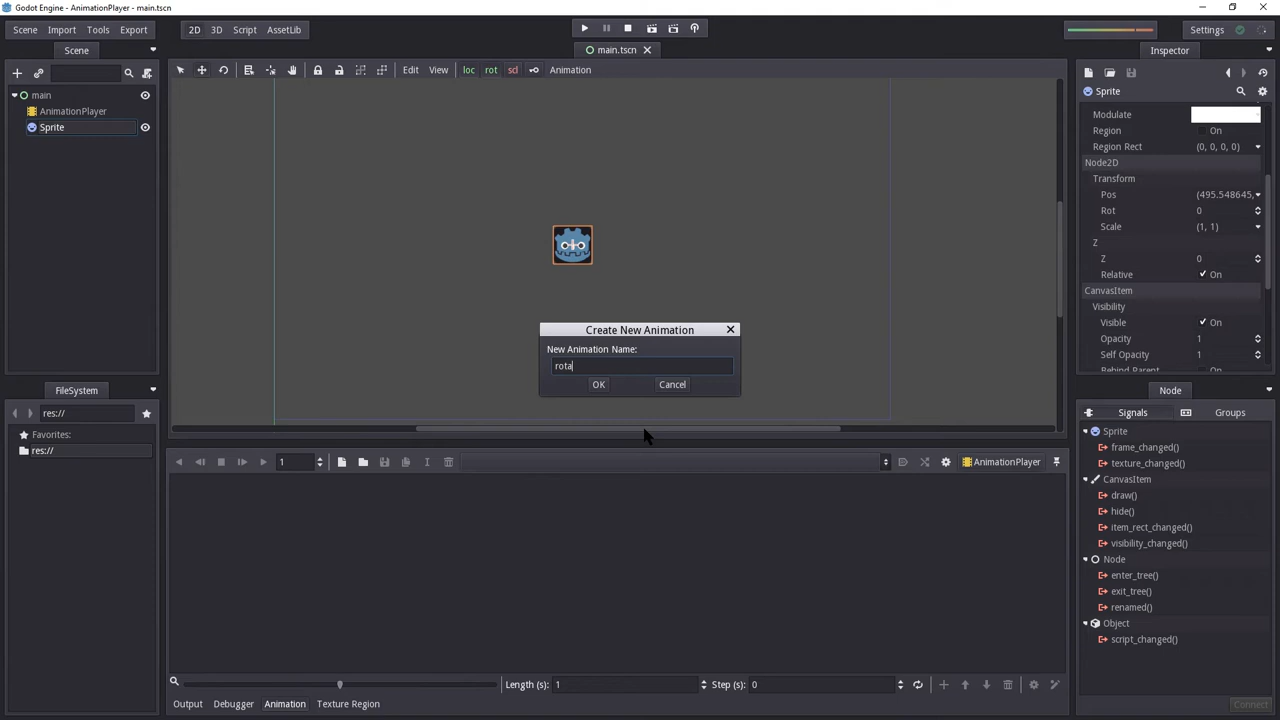 Godot Engine - AnimationPlayer - main.tscn
Scene Import Tools Export
2D 3D Script AssetLib
Settings
Scene
main.tscn
Inspector
Edit View loc rot scl Animation
main
AnimationPlayer
Sprite
Sprite
Modulate
Region On
Region Rect (0, 0, 0, 0)
Node2D
Transform
Pos (495.548645,
Rot 0
Scale (1, 1)
Z
Z 0
Relative On
CanvasItem
Visibility
Visible On
Opacity 1
Self Opacity 1
Behind Parent On
Create New Animation
New Animation Name:
rota
OK Cancel
FileSystem
res://
Favorites:
res://
Node
Signals Groups
Sprite
frame_changed()
texture_changed()
CanvasItem
draw()
hide()
item_rect_changed()
visibility_changed()
Node
enter_tree()
exit_tree()
renamed()
Object
script_changed()
Connect
1 AnimationPlayer
Length (s): 1 Step (s): 0
Output Debugger Animation Texture Region